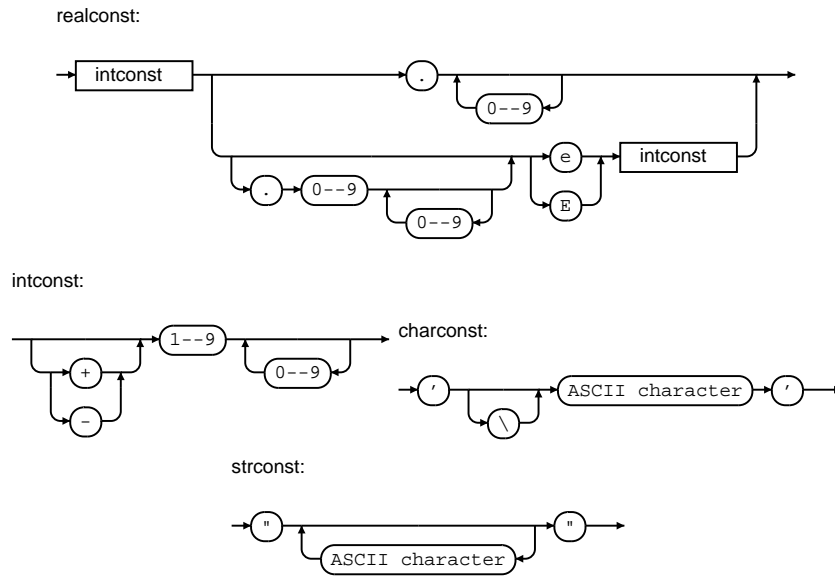 realconst:
intconst
.
0--9
e
intconst
.
0--9
0--9
E
intconst:
1--9
+
0--9
-
charconst:
' ASCII character '
\
strconst:
" "
ASCII character